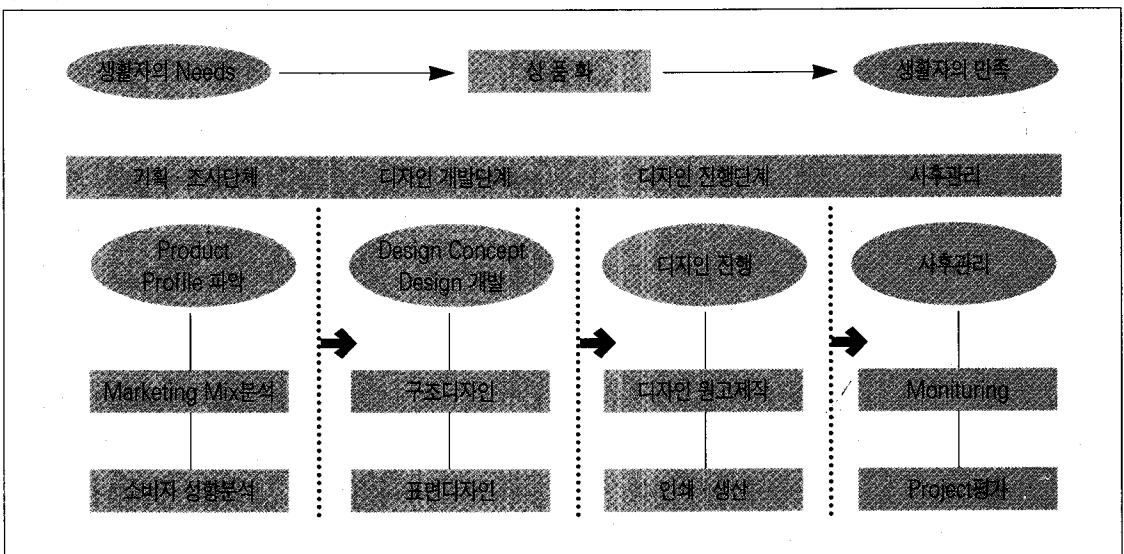 생활자의 Needs
상 품 화
생활자의 만족
기획 · 조사단체
디자인 개발단계
디자인 진행단계
사후관리
Product
Profile 파악
Design Concept
Design 개발
디자인 진행
사후관리
Marketing Mix분석
구조디자인
디자인 원고제작
Monituring
소비자 성향분석
표면디자인
인쇄 · 생산
Project평가